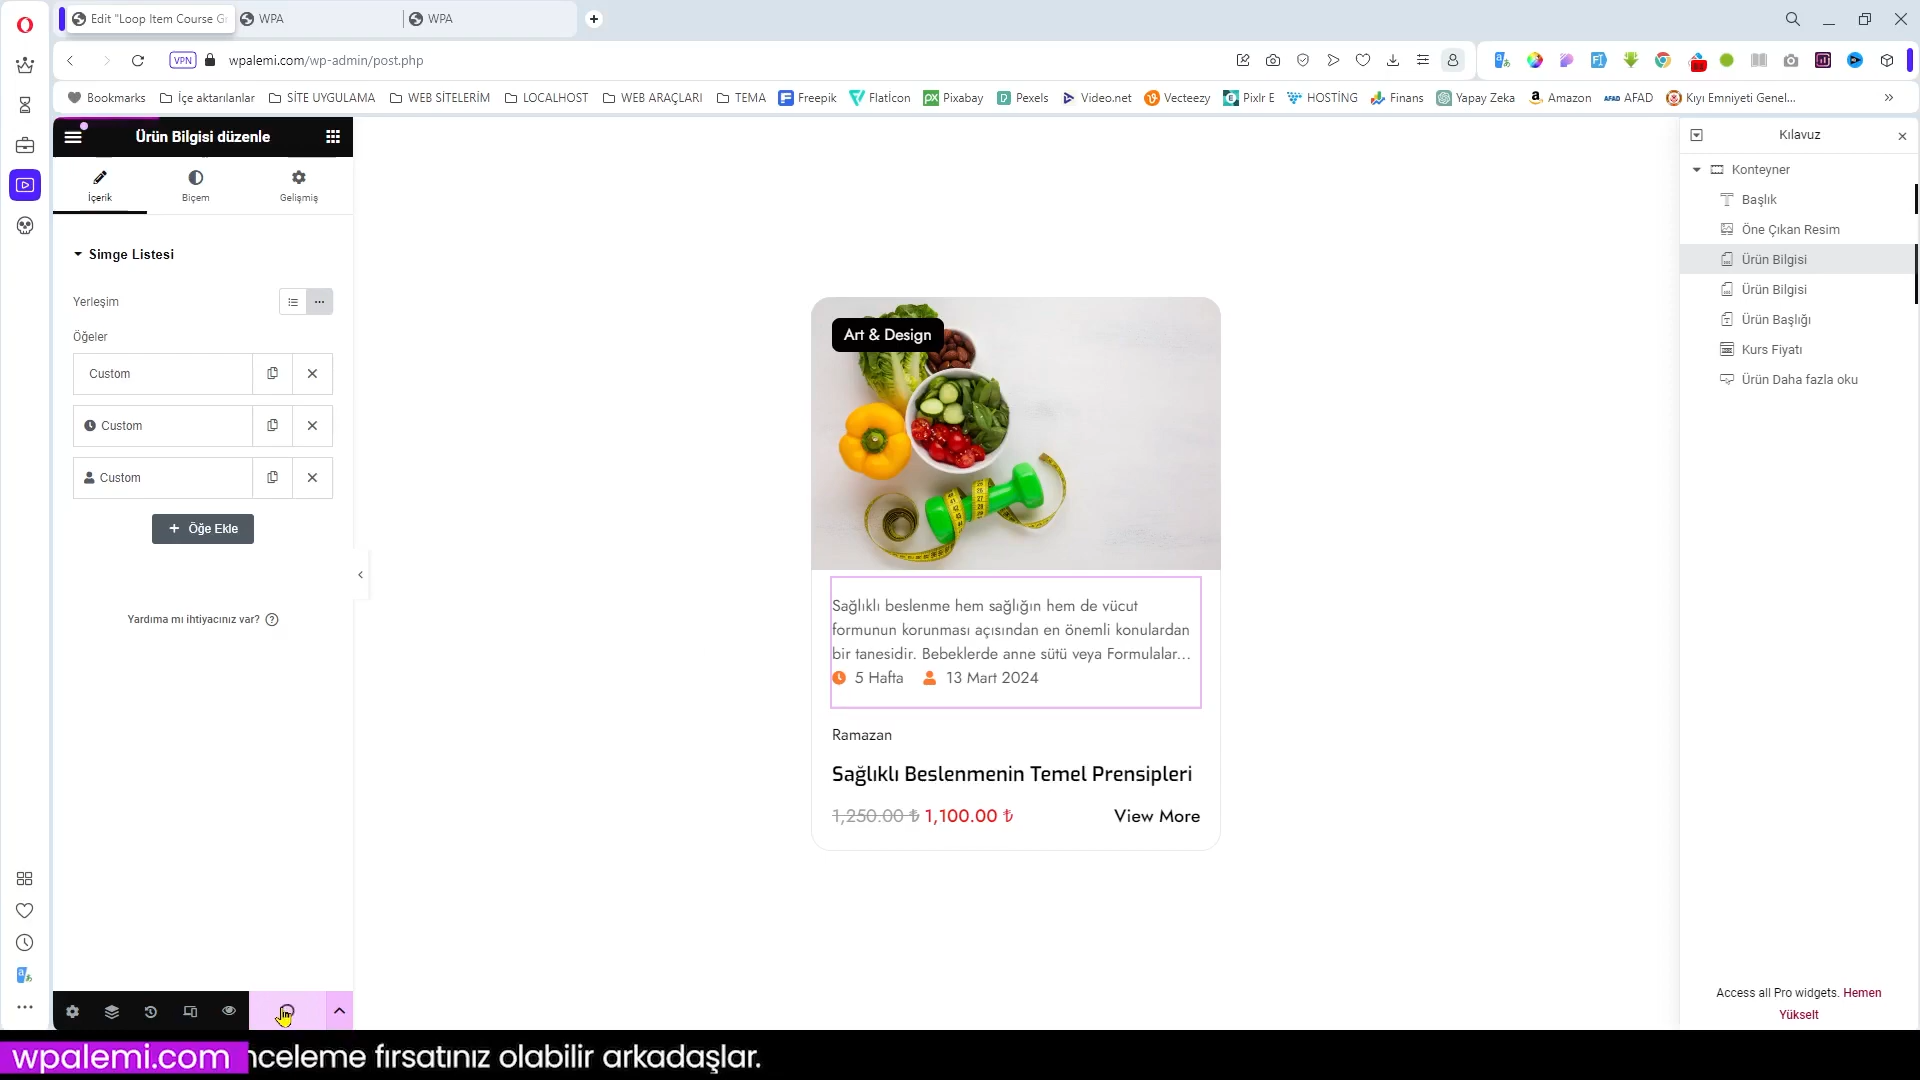 Edit "Loop Item Course Gr
WPA
WPA
VPN
wpalemi.com/wp-admin/post.php
Bookmarks
İçe aktarılanlar
SİTE UYGULAMA
WEB SİTELERİM
LOCALHOST
WEB ARAÇLARI
TEMA
Freepik
Flaticon
Pixabay
Pexels
Video.net
Vecteezy
Pixlr E
HOSTİNG
Finans
Yapay Zeka
Amazon
AFAD
Kıyı Emniyeti Genel...
Ürün Bilgisi düzenle
İçerik
Biçem
Gelişmiş
Simge Listesi
Yerleşim
Öğeler
Custom
Custom
Custom
+ Öğe Ekle
Yardıma mı ihtiyacınız var?
Art & Design
Sağlıklı beslenme hem sağlığın hem de vücut
formunun korunması açısından en önemli konulardan
bir tanesidir. Bebeklerde anne sütü veya Formulalar...
5 Hafta
13 Mart 2024
Ramazan
Sağlıklı Beslenmenin Temel Prensipleri
1,250.00 ₺ 1,100.00 ₺
View More
Kılavuz
Konteyner
Başlık
Öne Çıkan Resim
Ürün Bilgisi
Ürün Bilgisi
Ürün Başlığı
Kurs Fiyatı
Ürün Daha fazla oku
Access all Pro widgets. Hemen
Yükselt
wpalemi.com
nceleme fırsatınız olabilir arkadaşlar.